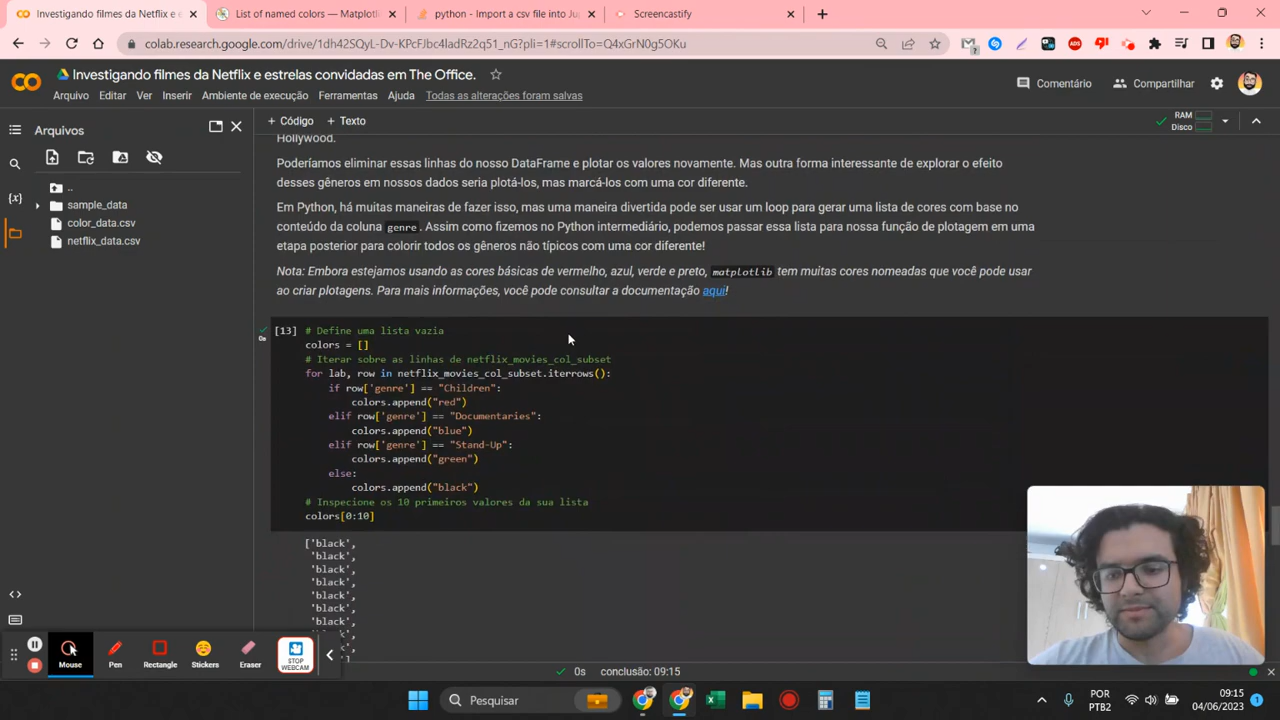 Investigando filmes da Netflix e es
List of named colors — Matplotli
python - Import a csv file into Ju
Screencastify
colab.research.google.com/drive/1dh42SQyL-Dv-KPcFJbc4ladRz2r51_nG?pli=1#scrollTo=Q4xGrN0g5OKu
Investigando filmes da Netflix e estrelas convidadas em The Office.
Comentário
Compartilhar
Arquivo Editar Ver Inserir Ambiente de execução Ferramentas Ajuda Todas as alterações foram salvas
Arquivos
+ Código + Texto
RAM
Disco
Hollywood.
Poderíamos eliminar essas linhas do nosso DataFrame e plotar os valores novamente. Mas outra forma interessante de explorar o efeito
desses gêneros em nossos dados seria plotá-los, mas marcá-los com uma cor diferente.
..
sample_data
color_data.csv
netflix_data.csv
Em Python, há muitas maneiras de fazer isso, mas uma maneira divertida pode ser usar um loop para gerar uma lista de cores com base no
conteúdo da coluna genre. Assim como fizemos no Python intermediário, podemos passar essa lista para nossa função de plotagem em uma
etapa posterior para colorir todos os gêneros não típicos com uma cor diferente!
Nota: Embora estejamos usando as cores básicas de vermelho, azul, verde e preto, matplotlib tem muitas cores nomeadas que você pode usar
ao criar plotagens. Para mais informações, você pode consultar a documentação aqui!
0s
[13] # Define uma lista vazia
colors = []
# Iterar sobre as linhas de netflix_movies_col_subset
for lab, row in netflix_movies_col_subset.iterrows():
if row['genre'] == "Children":
colors.append("red")
elif row['genre'] == "Documentaries":
colors.append("blue")
elif row['genre'] == "Stand-Up":
colors.append("green")
else:
colors.append("black")
# Inspecione os 10 primeiros valores da sua lista
colors[0:10]
['black',
'black',
'black',
'black',
'black',
'black',
'black',
Mouse
Pen
Rectangle
Stickers
Eraser
STOP
WEBCAM
0s conclusão: 09:15
Pesquisar
POR
PTB2
09:15
04/06/2023